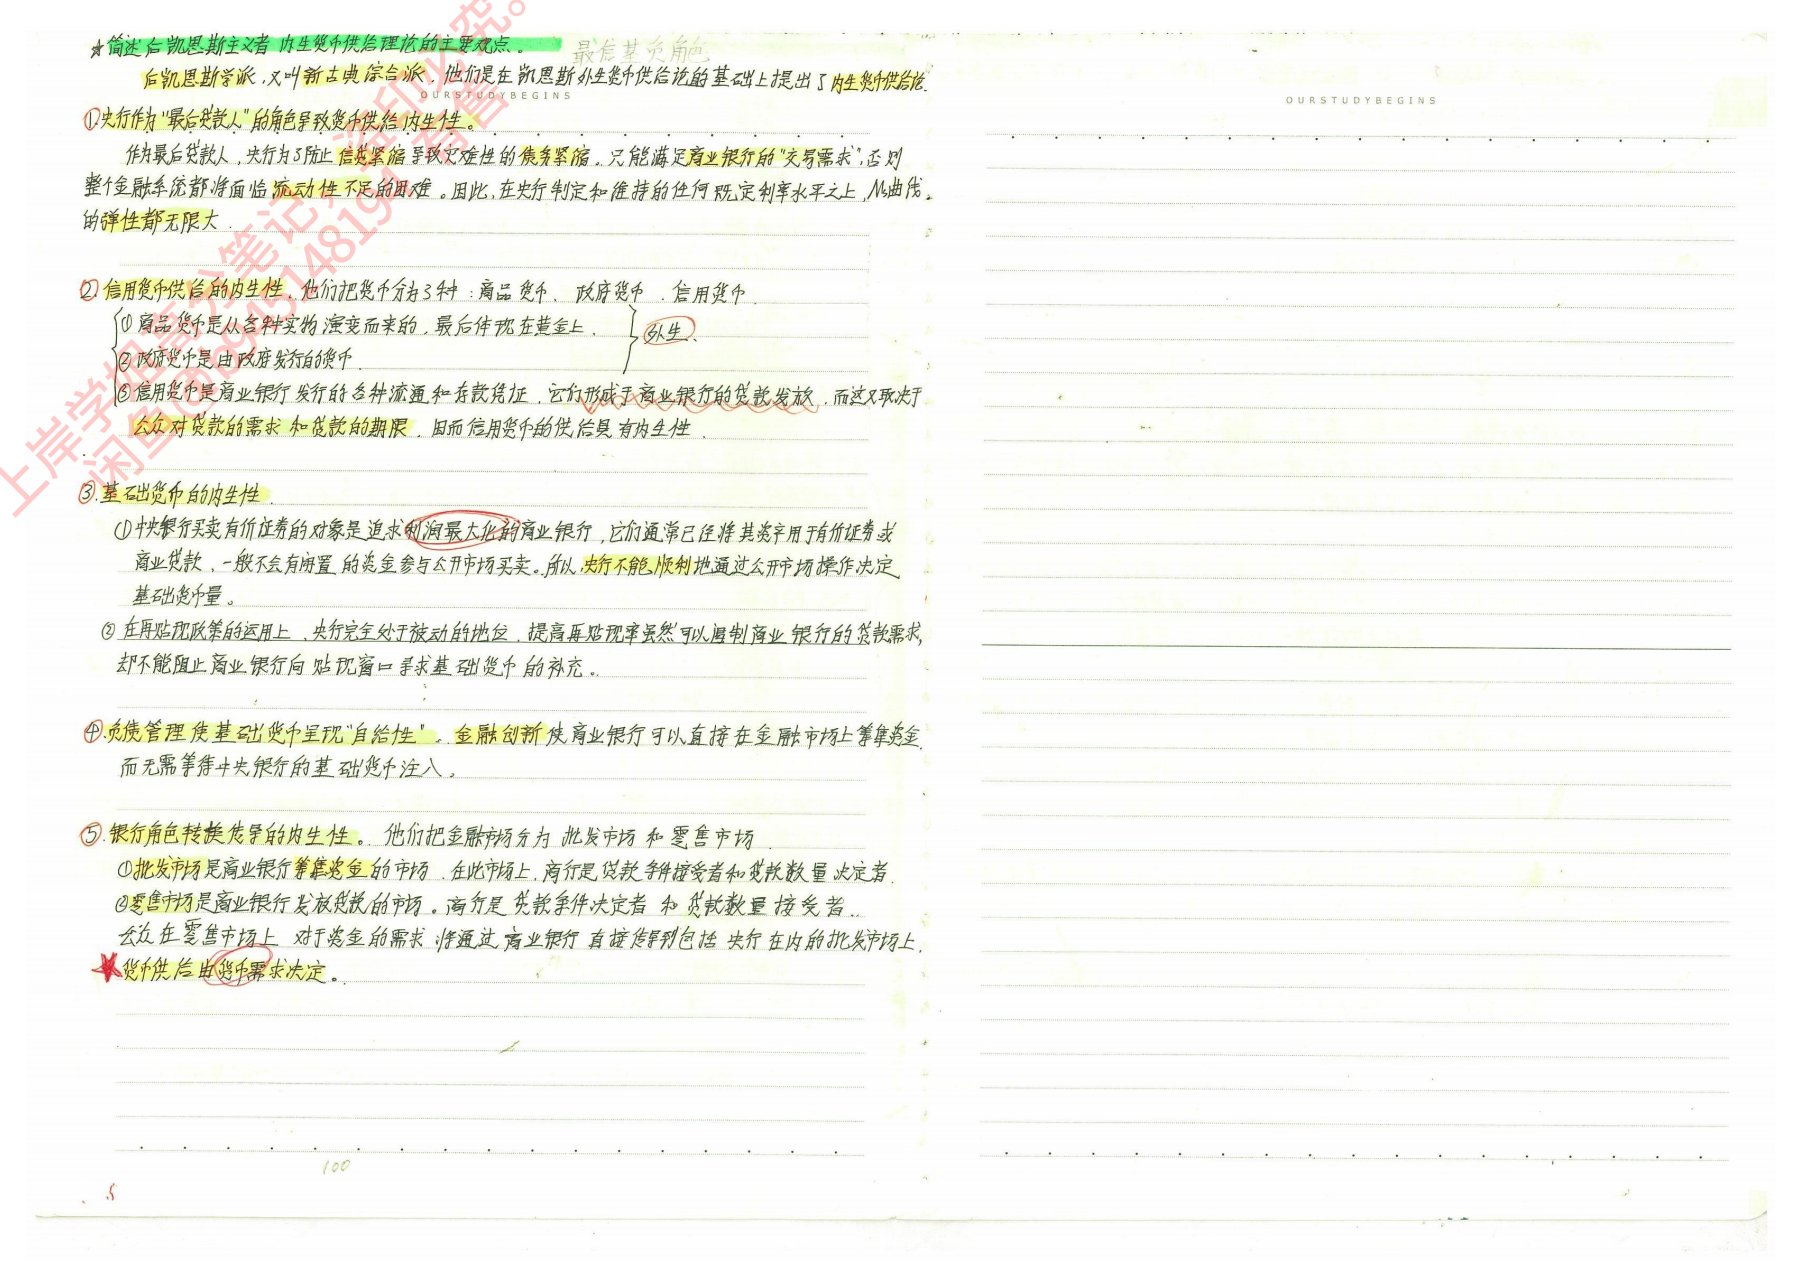 ☆简述后凯恩斯主义者 内生货币供给理论的主要观点。
最信基负角色
后凯恩斯学派,又叫新古典综合派,他们是在凯恩斯外生货币供给论的基础上提出了内生货币供给论.
OURSTUDYBEGINS
①央行作为"最后贷款人"的角色导致货币供给内生性。
作为最后贷款人,央行为了防止信贷紧缩导致灾难性的债务紧缩。只能满足商业银行的"交易需求",否则
整个金融系统都将面临流动性不足的困难。因此,在央行制定和维持的任何既定利率水平之上,Ms曲线
的弹性都无限大.
②.信用货币供给的内生性,他们把货币分为3种:商品货币、政府货币、信用货币.
①商品货币是从各种实物演变而来的,最后体现在黄金上.
外生.
②政府货币是由政府发行的货币.
③信用货币是商业银行发行的各种流通和存款凭证,它们形成于商业银行的贷款发放,而这又取决于
公众对贷款的需求和贷款的期限,因而信用货币的供给具有内生性.
③.基础货币的内生性.
①中央银行买卖有价证券的对象是追求利润最大化的商业银行,它们通常已经将其资产用于有价证券或
商业贷款,一般不会有闲置的资金参与公开市场买卖。所以央行不能顺利地通过公开市场操作决定
基础货币量。
②在再贴现政策的运用上,央行完全处于被动的地位,提高再贴现率虽然可以遏制商业银行的贷款需求,
却不能阻止商业银行向贴现窗口寻求基础货币的补充。
④.负债管理使基础货币呈现"自给性"。金融创新使商业银行可以直接在金融市场上筹集资金.
而无需等待中央银行的基础货币注入。
⑤.银行角色转换传导的内生性。他们把金融市场分为批发市场和零售市场.
①批发市场是商业银行筹集资金的市场.在此市场上,商行是贷款条件接受者和贷款数量决定者.
②零售市场是商业银行发放贷款的市场。商行是贷款条件决定者和贷款数量接受者.
公众在零售市场上对于资金的需求将通过商业银行直接传导到包括央行在内的批发市场上.
★货币供给由货币需求决定。
100
OURSTUDYBEGINS